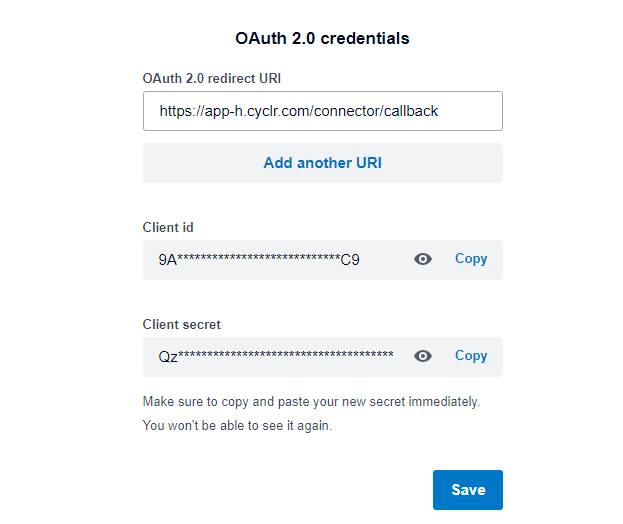 OAuth 2.0 credentials
OAuth 2.0 redirect URI
https://app-h.cyclr.com/connector/callback
Add another URI
Client id
9A****************************C9
Copy
Client secret
Qz*************************************
Copy
Make sure to copy and paste your new secret immediately.
You won't be able to see it again.
Save